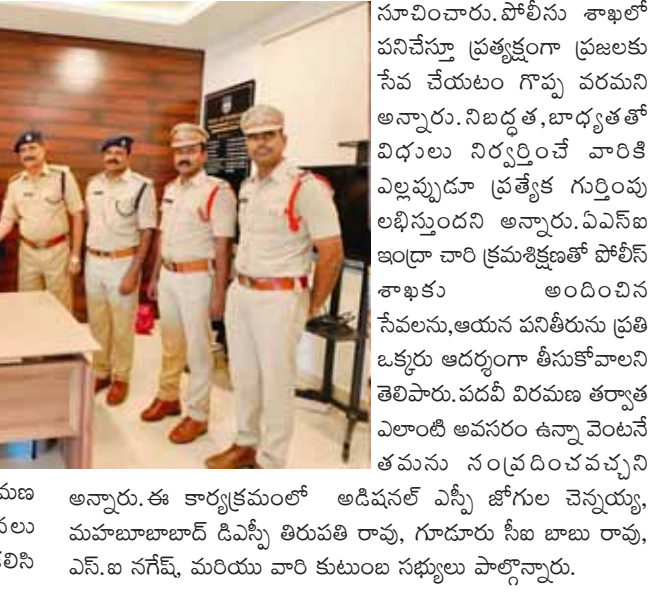 సూచించారు.పోలీసు శాఖలో
పనిచేస్తూ ప్రత్యక్షంగా ప్రజలకు
సేవ చేయటం గొప్ప వరమని
అన్నారు.నిబద్ధత,బాధ్యతతో
విధులు నిర్వర్తించే వారికి
ఎల్లప్పుడూ ప్రత్యేక గుర్తింపు
లభిస్తుందని అన్నారు.ఏఎస్ఐ
ఇంద్రా చారి క్రమశిక్షణతో పోలీస్
శాఖకు అందించిన
సేవలను,ఆయన పనితీరును ప్రతి
ఒక్కరు ఆదర్శంగా తీసుకోవాలని
తెలిపారు.పదవీ విరమణ తర్వాత
ఎలాంటి అవసరం ఉన్నా వెంటనే
తమను సంప్రదించవచ్చని
మణ అన్నారు.ఈ కార్యక్రమంలో అడిషనల్ ఎస్పీ జోగుల చెన్నయ్య,
నలు మహబూబాబాద్ డిఎస్పీ తిరుపతి రావు, గూడూరు సీఐ బాబు రావు,
లిసి ఎస్.ఐ నగేష్, మరియు వారి కుటుంబ సభ్యులు పాల్గొన్నారు.